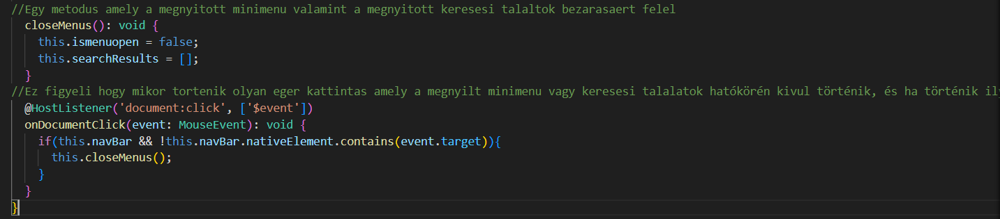 //Egy metodus amely a megnyitott minimenu valamint a megnyitott keresesi talaltok bezarasaert felel
closeMenus(): void {
this.ismenuopen = false;
this.searchResults = [];
}
//Ez figyeli hogy mikor tortenik olyan eger kattintas amely a megnyilt minimenu vagy keresesi talalatok hatókörén kivul történik, és ha történik
@HostListener('document:click', ['$event'])
onDocumentClick(event: MouseEvent): void {
if(this.navBar && !this.navBar.nativeElement.contains(event.target)){
this.closeMenus();
}
}
}